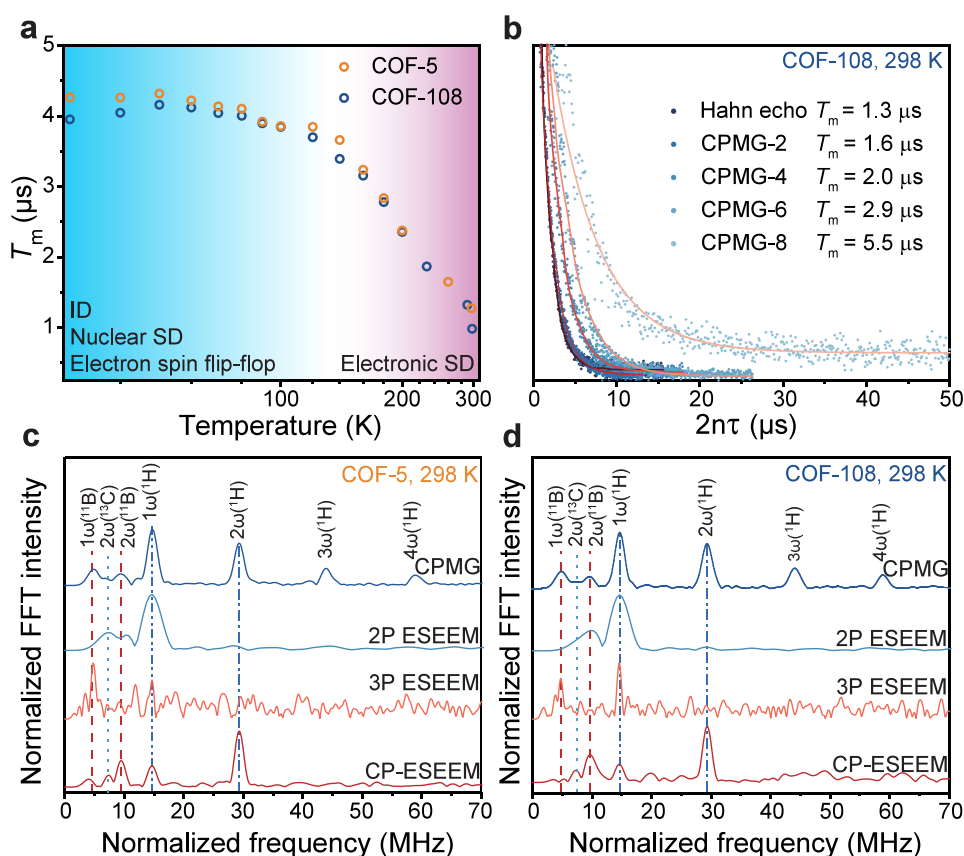 a
5
4
3
2
1
T_m (μs)
COF-5
COF-108
ID
Nuclear SD
Electron spin flip-flop
Electronic SD
100
200
300
Temperature (K)
b
COF-108, 298 K
Hahn echo T_m = 1.3 μs
CPMG-2 T_m = 1.6 μs
CPMG-4 T_m = 2.0 μs
CPMG-6 T_m = 2.9 μs
CPMG-8 T_m = 5.5 μs
0 10 20 30 40 50
2nτ (μs)
c
COF-5, 298 K
1ω(¹¹B)
2ω(¹³C)
2ω(¹¹B)
1ω(¹H)
2ω(¹H)
3ω(¹H)
4ω(¹H)
CPMG
2P ESEEM
3P ESEEM
CP-ESEEM
Normalized FFT intensity
0 10 20 30 40 50 60 70
Normalized frequency (MHz)
d
COF-108, 298 K
1ω(¹¹B)
2ω(¹³C)
2ω(¹¹B)
1ω(¹H)
2ω(¹H)
3ω(¹H)
4ω(¹H)
CPMG
2P ESEEM
3P ESEEM
CP-ESEEM
Normalized FFT intensity
0 10 20 30 40 50 60 70
Normalized frequency (MHz)